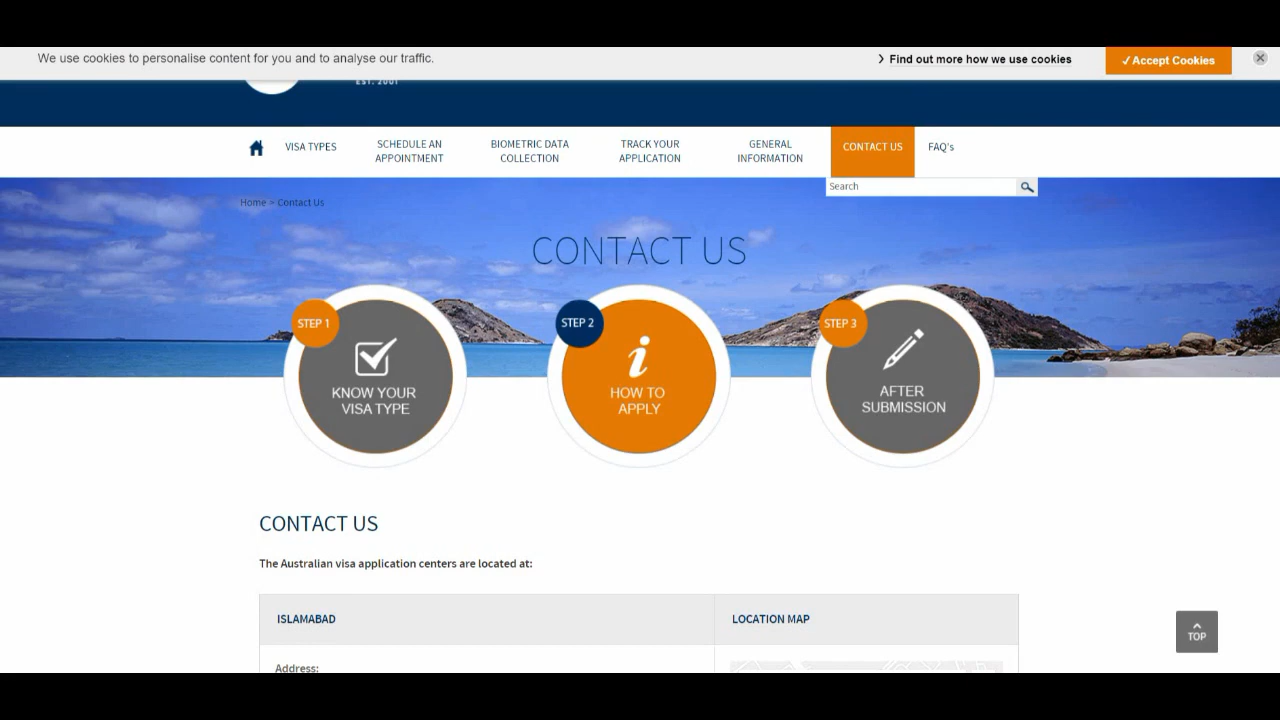 We use cookies to personalise content for you and to analyse our traffic.
Find out more how we use cookies
✓Accept Cookies
EST. 2001
VISA TYPES
SCHEDULE AN
APPOINTMENT
BIOMETRIC DATA
COLLECTION
TRACK YOUR
APPLICATION
GENERAL
INFORMATION
CONTACT US
FAQ's
Search
Home > Contact Us
CONTACT US
STEP 1
KNOW YOUR
VISA TYPE
STEP 2
HOW TO
APPLY
STEP 3
AFTER
SUBMISSION
CONTACT US
The Australian visa application centers are located at:
ISLAMABAD
LOCATION MAP
TOP
Address: